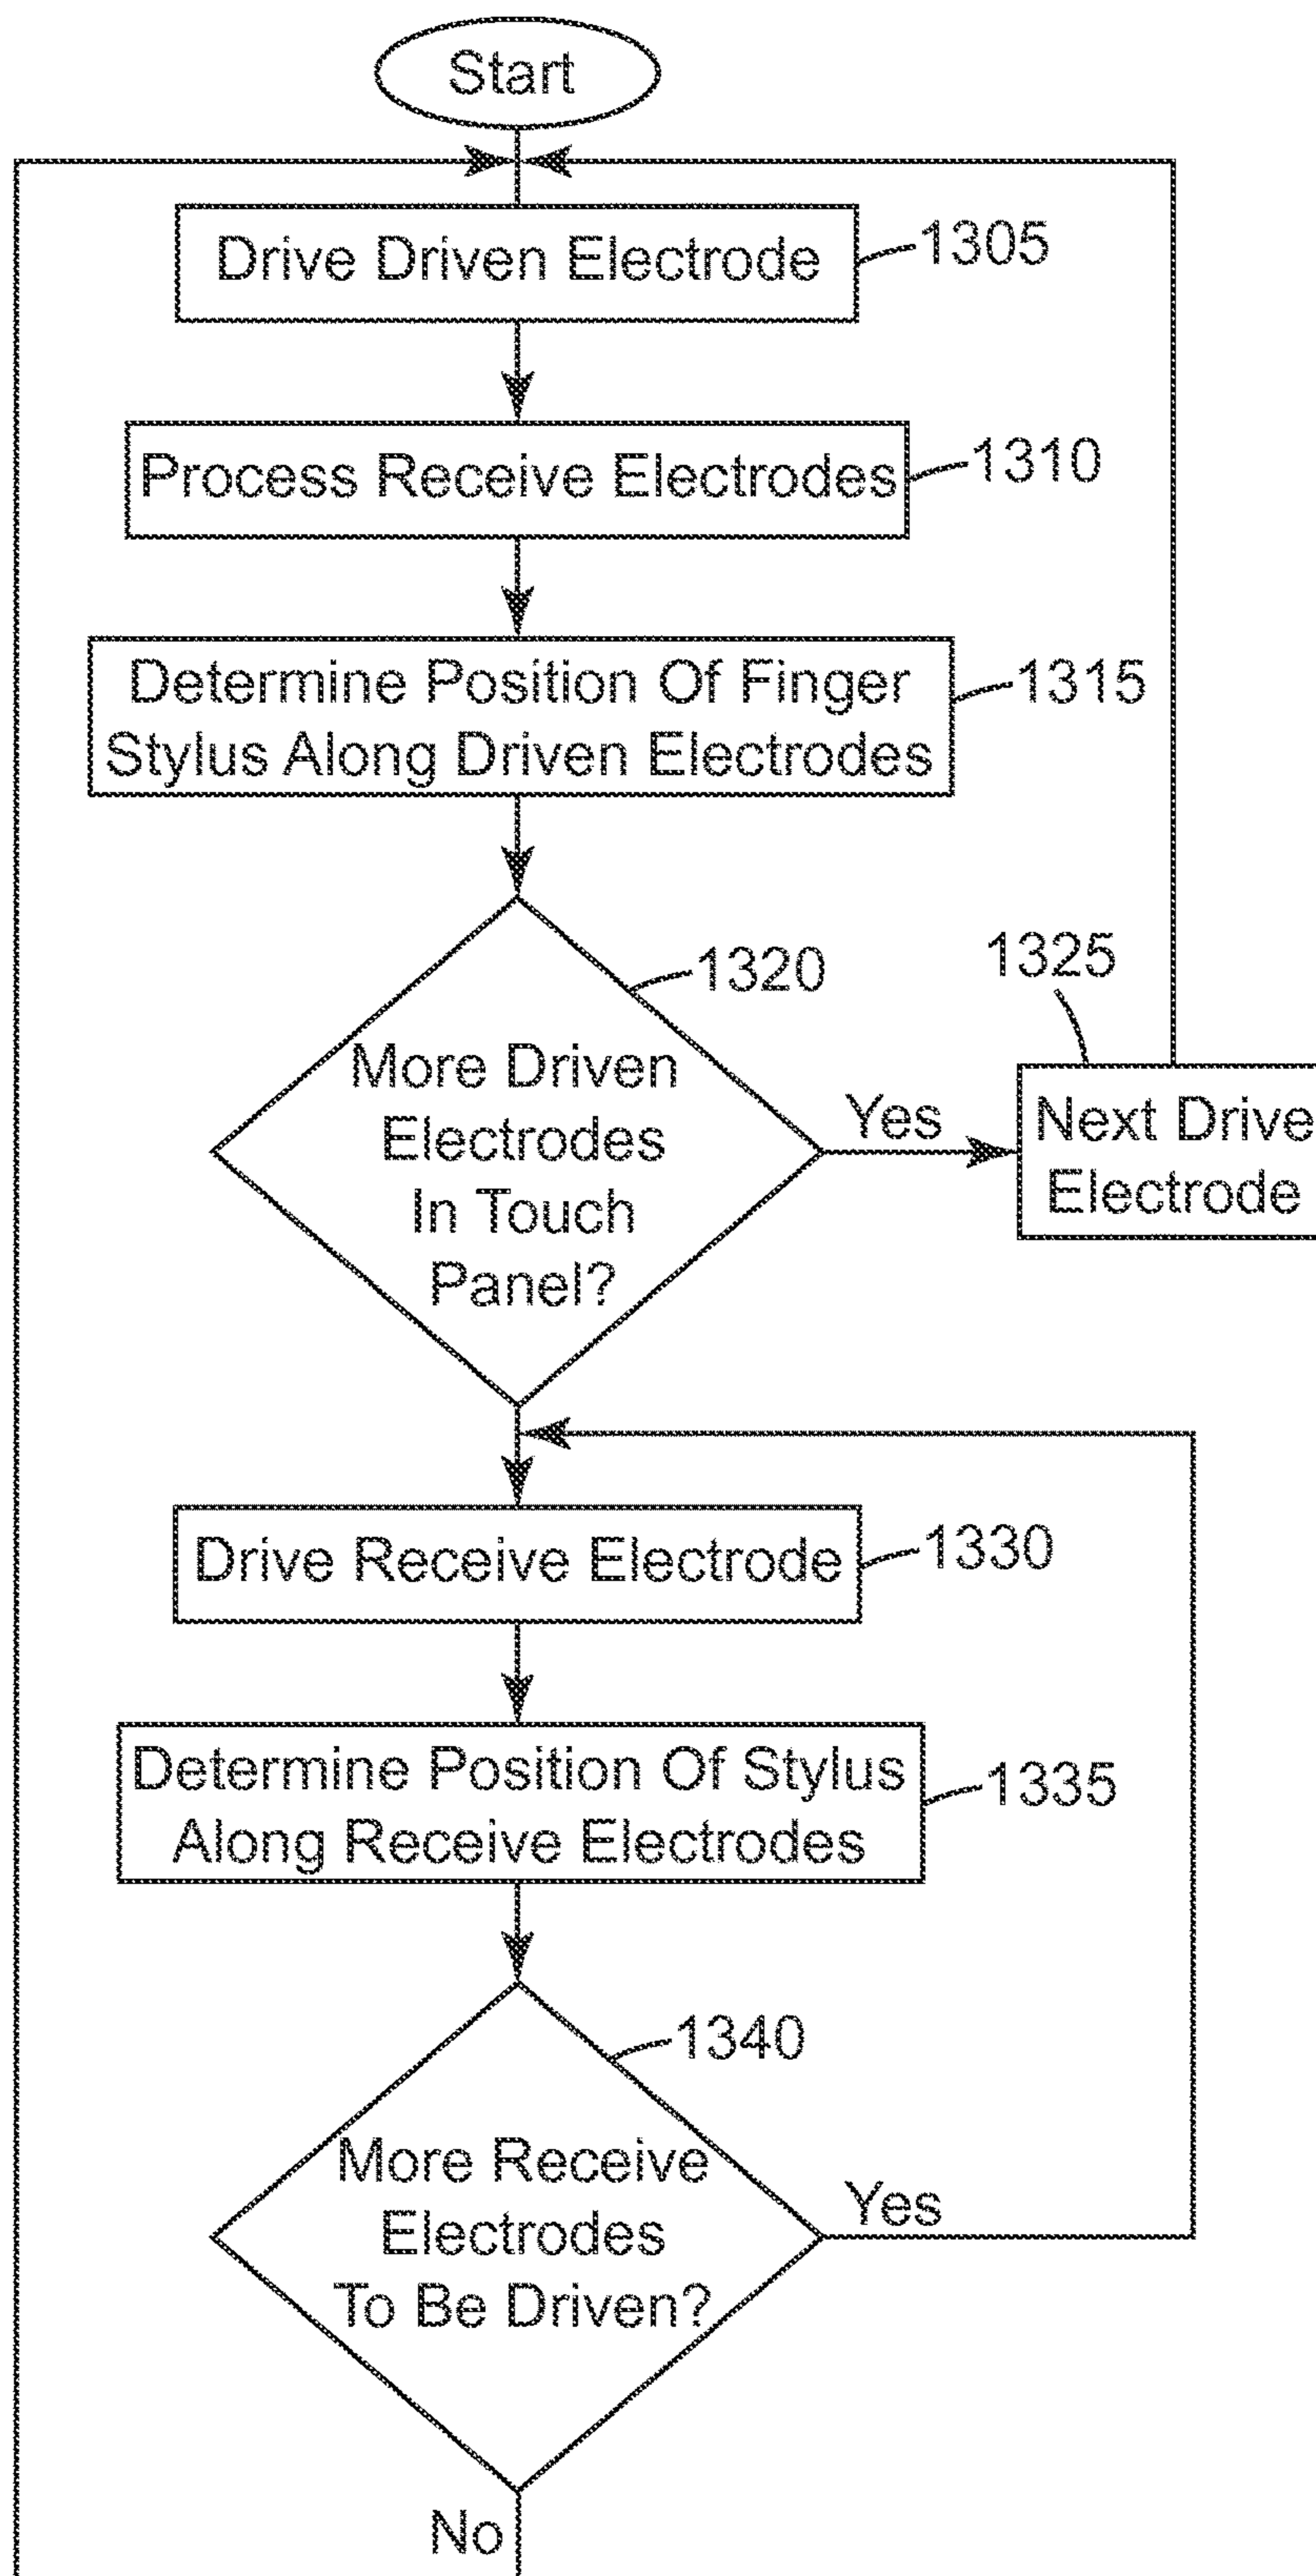 Start
Drive Driven Electrode
1305
Process Receive Electrodes
1310
Determine Position Of Finger
Stylus Along Driven Electrodes
1315
1320
More Driven
Electrodes
In Touch
Panel?
Yes
1325
Next Drive
Electrode
Drive Receive Electrode
1330
Determine Position Of Stylus
Along Receive Electrodes
1335
1340
More Receive
Electrodes
To Be Driven?
Yes
No